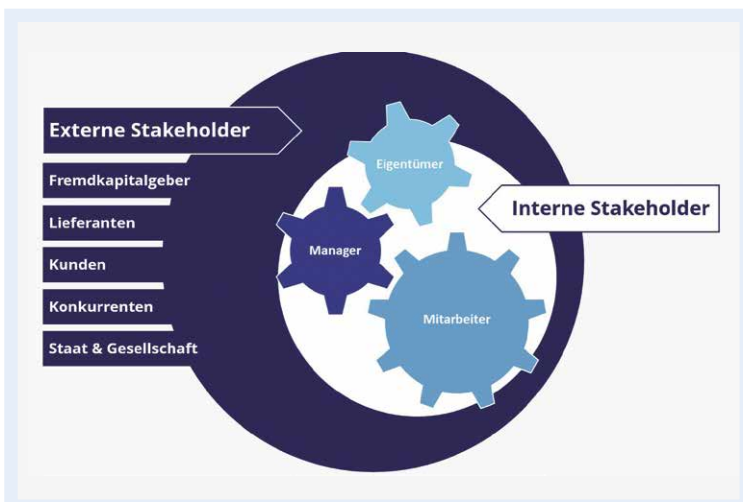 Externe Stakeholder
Fremdkapitalgeber
Lieferanten
Kunden
Konkurrenten
Staat & Gesellschaft
Eigentümer
Manager
Mitarbeiter
Interne Stakeholder